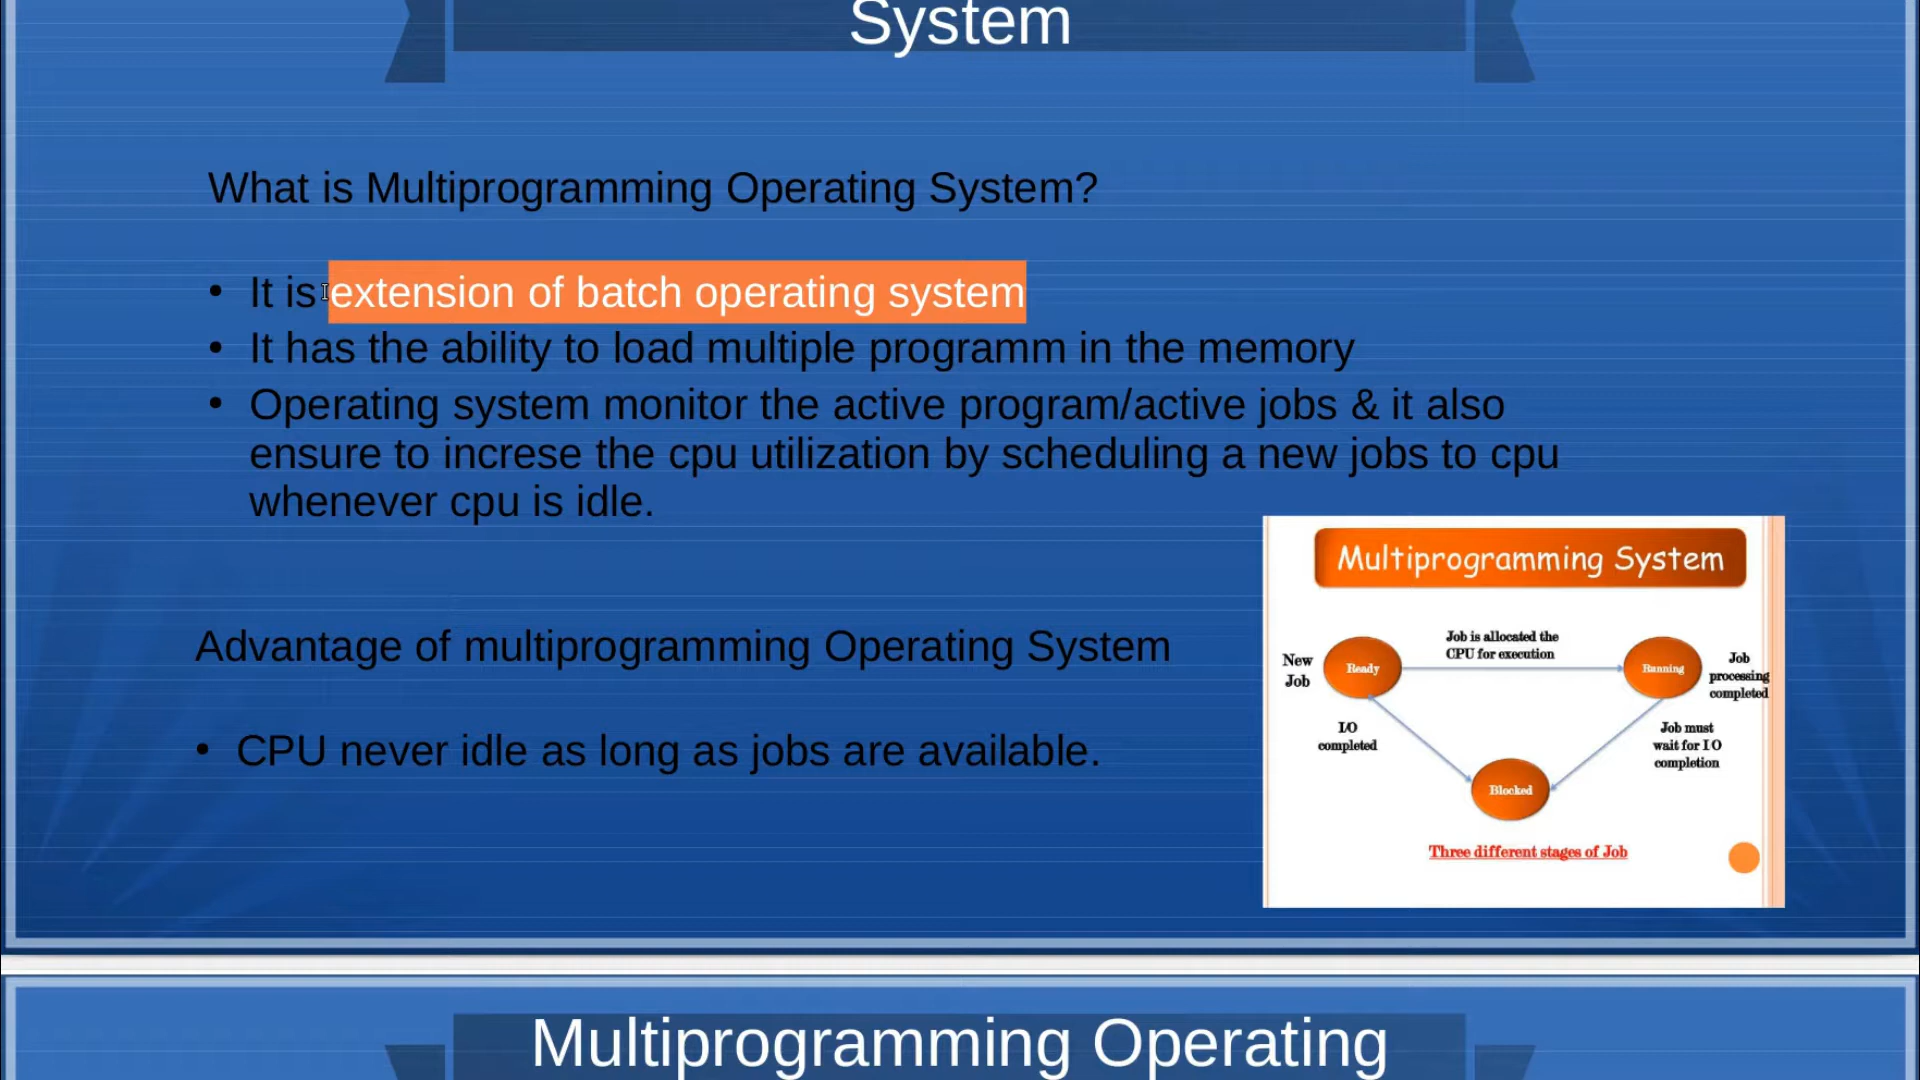 System
What is Multiprogramming Operating System?
• It is extension of batch operating system
• It has the ability to load multiple programm in the memory
• Operating system monitor the active program/active jobs & it also
ensure to increse the cpu utilization by scheduling a new jobs to cpu
whenever cpu is idle.
Advantage of multiprogramming Operating System
• CPU never idle as long as jobs are available.
Multiprogramming System
Job is allocated the
CPU for execution
New
Job
Ready
Running
Job
processing
completed
I/O
completed
Job must
wait for I O
completion
Blocked
Three different stages of Job
Multiprogramming Operating